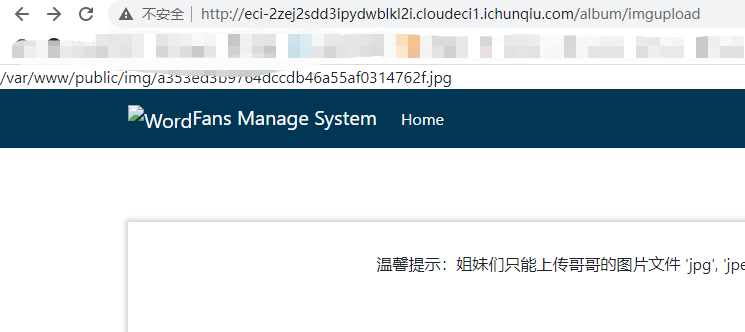 不安全 http://eci-2zej2sdd3ipydwblkl2i.cloudeci1.ichunqiu.com/album/imgupload
/var/www/public/img/a353ed3b9764dccdb46a55af0314762f.jpg
WordFans Manage System Home
温馨提示：姐妹们只能上传哥哥的图片文件 'jpg', 'jpe